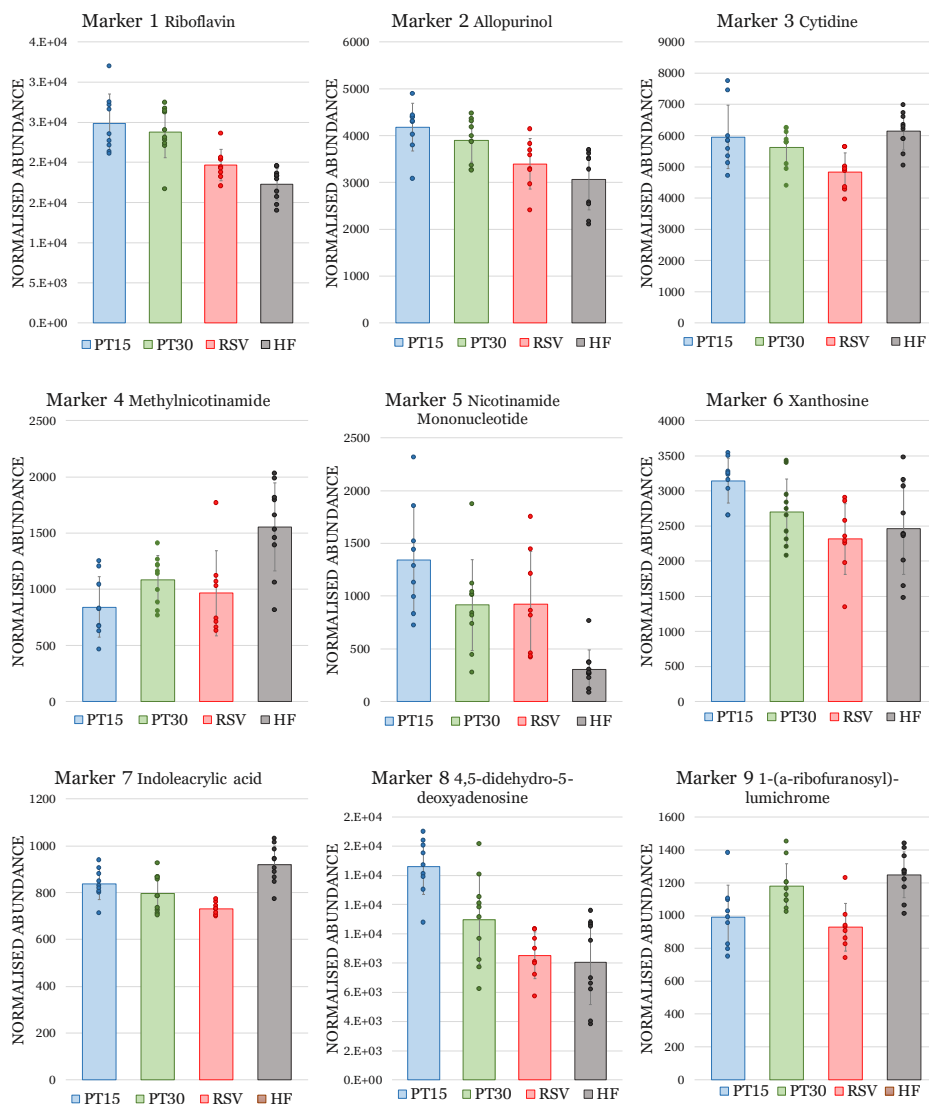 Marker 1 Riboflavin
NORMALISED ABUNDANCE
4.E+04
3.E+04
3.E+04
2.E+04
2.E+04
1.E+04
5.E+03
0.E+00
PT15 PT30 RSV HF
Marker 2 Allopurinol
NORMALISED ABUNDANCE
6000
5000
4000
3000
2000
1000
0
PT15 PT30 RSV HF
Marker 3 Cytidine
NORMALISED ABUNDANCE
9000
8000
7000
6000
5000
4000
3000
2000
1000
0
PT15 PT30 RSV HF
Marker 4 Methylnicotinamide
NORMALISED ABUNDANCE
2500
2000
1500
1000
500
0
PT15 PT30 RSV HF
Marker 5 Nicotinamide
Mononucleotide
NORMALISED ABUNDANCE
2500
2000
1500
1000
500
0
PT15 PT30 RSV HF
Marker 6 Xanthosine
NORMALISED ABUNDANCE
4000
3500
3000
2500
2000
1500
1000
500
0
PT15 PT30 RSV HF
Marker 7 Indoleacrylic acid
NORMALISED ABUNDANCE
1200
1000
800
600
400
200
0
PT15 PT30 RSV HF
Marker 8 4,5-didehydro-5-
deoxyadenosine
NORMALISED ABUNDANCE
2.E+04
2.E+04
1.E+04
1.E+04
1.E+04
8.E+03
6.E+03
4.E+03
2.E+03
0.E+00
PT15 PT30 RSV HF
Marker 9 1-(a-ribofuranosyl)-
lumichrome
NORMALISED ABUNDANCE
1600
1400
1200
1000
800
600
400
200
0
PT15 PT30 RSV HF